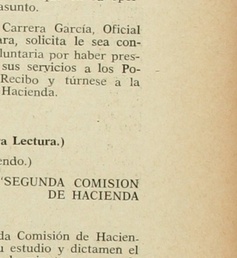 asunto.
Carrera García, Oficial
ara, solicita le sea con-
luntaria por haber pres-
sus servicios a los Po-
Recibo y túrnese a la
Hacienda.
a Lectura.)
endo.)
"SEGUNDA COMISION
DE HACIENDA
da Comisión de Hacien-
u estudio y dictamen el